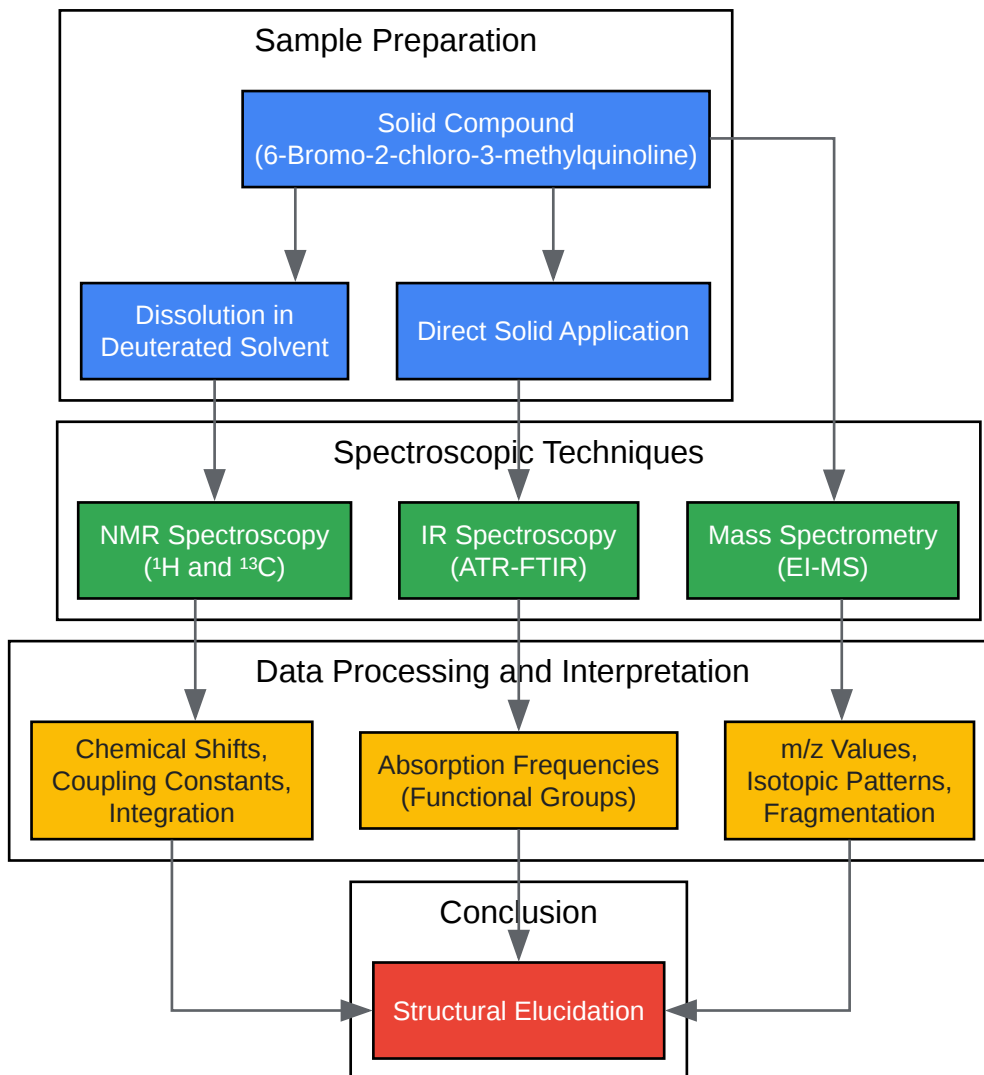 Sample Preparation
Solid Compound
(6-Bromo-2-chloro-3-methylquinoline)
Dissolution in
Deuterated Solvent
Direct Solid Application
Spectroscopic Techniques
NMR Spectroscopy
(¹H and ¹³C)
IR Spectroscopy
(ATR-FTIR)
Mass Spectrometry
(EI-MS)
Data Processing and Interpretation
Chemical Shifts,
Coupling Constants,
Integration
Absorption Frequencies
(Functional Groups)
m/z Values,
Isotopic Patterns,
Fragmentation
Conclusion
Structural Elucidation